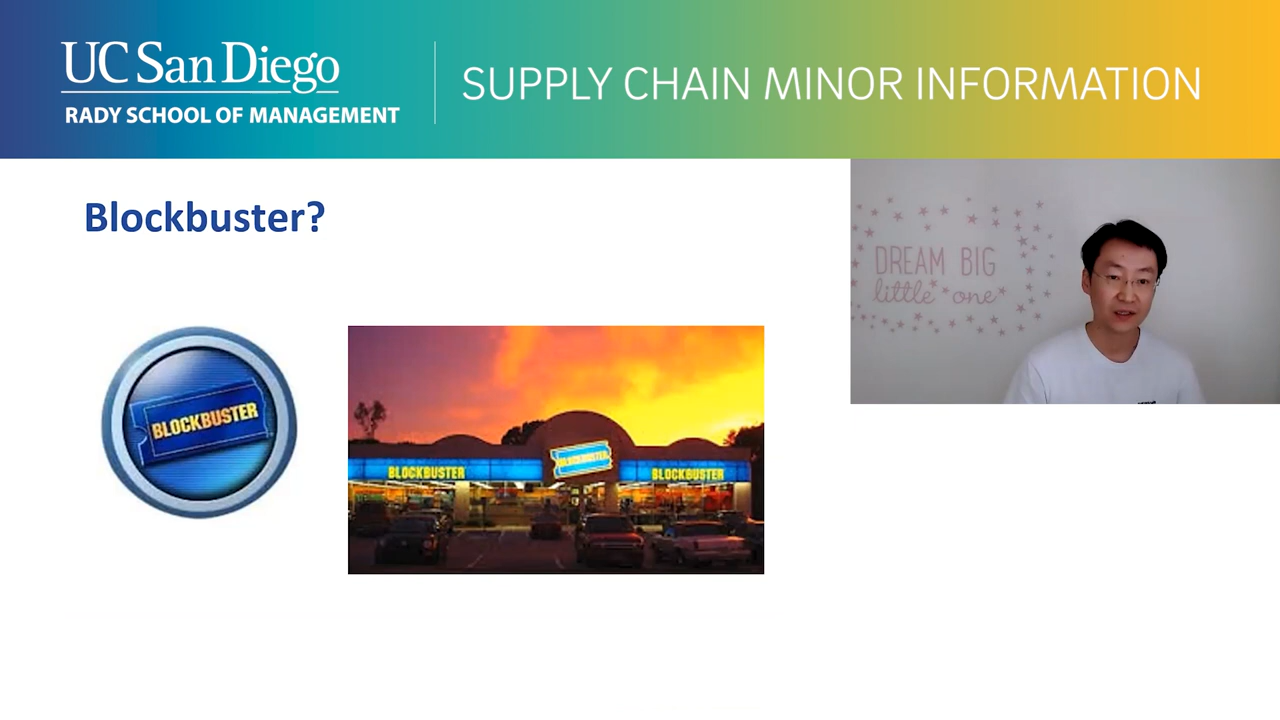 UC San Diego
RADY SCHOOL OF MANAGEMENT
SUPPLY CHAIN MINOR INFORMATION
Blockbuster?
DREAM BIG
little one
BLOCKBUSTER
BLOCKBUSTER
BLOCKBUSTER
BLOCKBUSTER